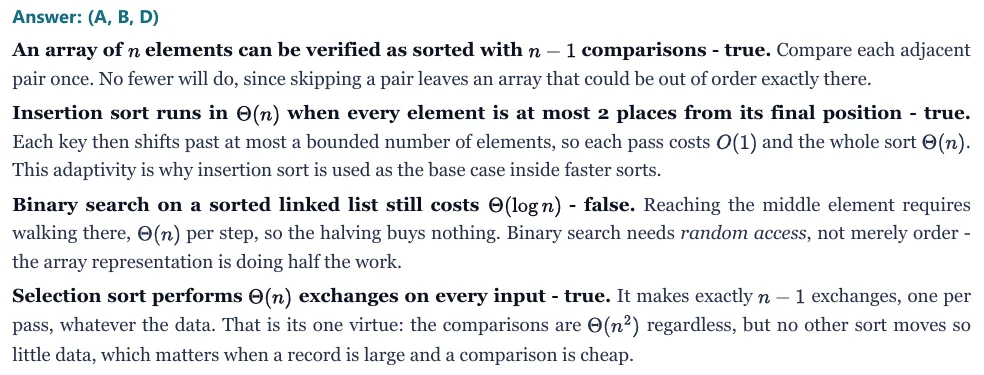 Answer: (A, B, D)
An array of n elements can be verified as sorted with n − 1 comparisons - true. Compare each adjacent
pair once. No fewer will do, since skipping a pair leaves an array that could be out of order exactly there.
Insertion sort runs in Θ(n) when every element is at most 2 places from its final position - true.
Each key then shifts past at most a bounded number of elements, so each pass costs O(1) and the whole sort Θ(n).
This adaptivity is why insertion sort is used as the base case inside faster sorts.
Binary search on a sorted linked list still costs Θ(log n) - false. Reaching the middle element requires
walking there, Θ(n) per step, so the halving buys nothing. Binary search needs random access, not merely order -
the array representation is doing half the work.
Selection sort performs Θ(n) exchanges on every input - true. It makes exactly n − 1 exchanges, one per
pass, whatever the data. That is its one virtue: the comparisons are Θ(n²) regardless, but no other sort moves so
little data, which matters when a record is large and a comparison is cheap.